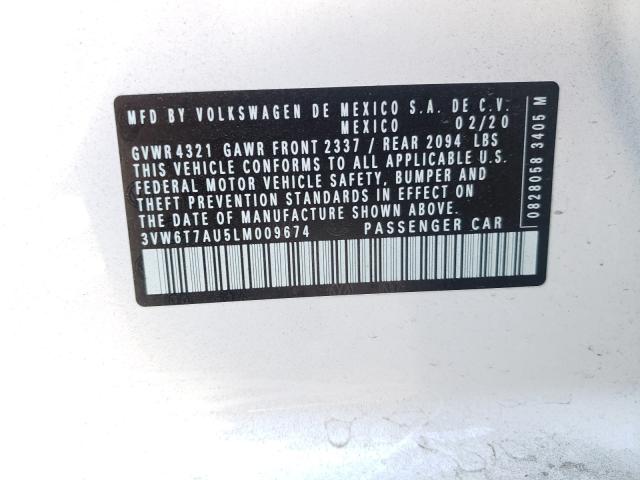 MFD BY VOLKSWAGEN DE MEXICO S.A. DE C.V.
MEXICO 02/20
GVWR 4321 GAWR FRONT 2337 / REAR 2094 LBS
THIS VEHICLE CONFORMS TO ALL APPLICABLE U.S.
FEDERAL MOTOR VEHICLE SAFETY, BUMPER AND
THEFT PREVENTION STANDARDS IN EFFECT ON
THE DATE OF MANUFACTURE SHOWN ABOVE.
3VW6T7AU5LM009674 PASSENGER CAR
0828058 3405 M